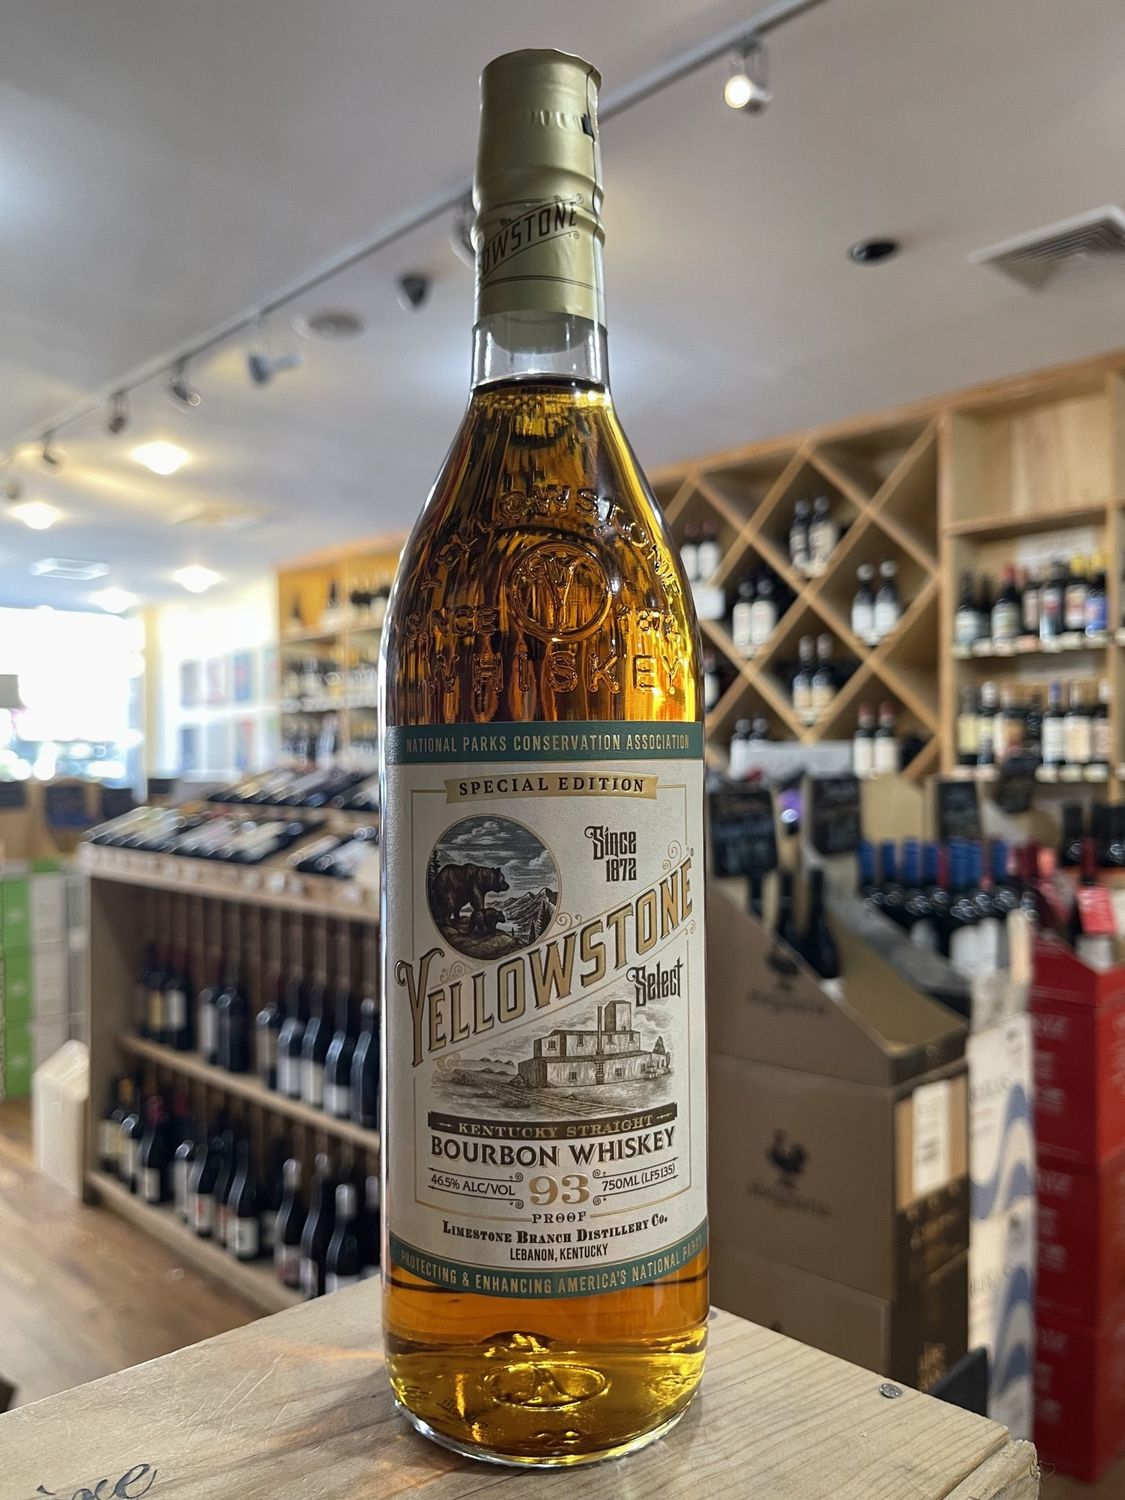 OWSTONE
YELLOWSTONE
SINCE 1872
WHISKEY
NATIONAL PARKS CONSERVATION ASSOCIATION
SPECIAL EDITION
Since
1872
YELLOWSTONE
Select
KENTUCKY STRAIGHT
BOURBON WHISKEY
46.5% ALC/VOL 93 750ML (LF5135)
PROOF
LIMESTONE BRANCH DISTILLERY Co.
LEBANON, KENTUCKY
PROTECTING & ENHANCING AMERICA'S NATIONAL PARKS